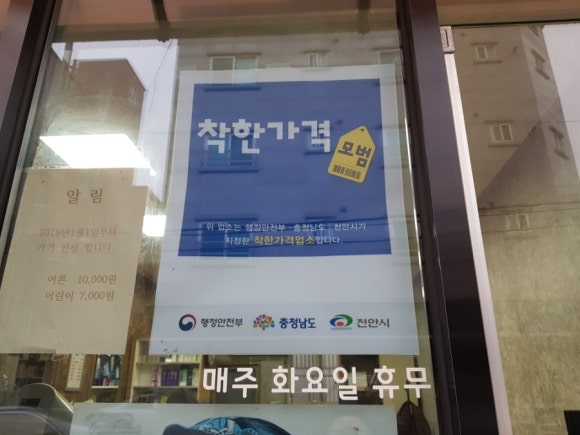 착한가격
모범
위 업소는 행정안전부 · 충청남도 · 천안시가
지정한 착한가격업소입니다.
행정안전부 충청남도 천안시
알 림
2019년1월1일부터
가격 인상 합니다.
어른 10,000원
어린이 7,000원
매주 화요일 휴무